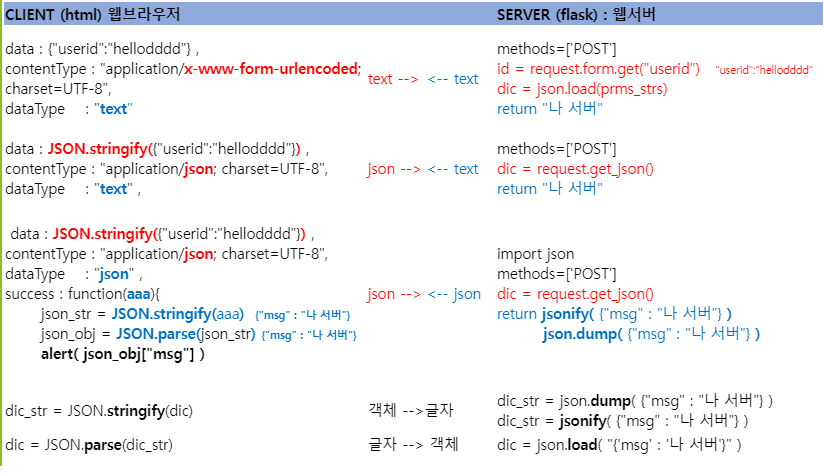 CLIENT (html) 웹브라우저 SERVER (flask) : 웹서버
data : {"userid":"hellodddd"} , methods=['POST']
contentType : "application/x-www-form-urlencoded; id = request.form.get("userid") "userid":"hellodddd"
charset=UTF-8", text --> <-- text dic = json.load(prms_strs)
dataType : "text" return "나 서버"
data : JSON.stringify({"userid":"hellodddd"}) , methods=['POST']
contentType : "application/json; charset=UTF-8", json --> <-- text dic = request.get_json()
dataType : "text" , return "나 서버"
data : JSON.stringify({"userid":"hellodddd"}) ,
contentType : "application/json; charset=UTF-8", import json
dataType : "json" , methods=['POST']
success : function(aaa){ json --> <-- json dic = request.get_json()
json_str = JSON.stringify(aaa) {"msg" : "나 서버"} return jsonify( {"msg" : "나 서버"} )
json_obj = JSON.parse(json_str) {"msg" : "나 서버"} json.dump( {"msg" : "나 서버"} )
alert( json_obj["msg"] )
dic_str = JSON.stringify(dic) 객체 -->글자 dic_str = json.dump( {"msg" : "나 서버"} )
dic_str = jsonify( {"msg" : "나 서버"} )
dic = JSON.parse(dic_str) 글자 --> 객체 dic = json.load( "{'msg' : '나 서버'}" )